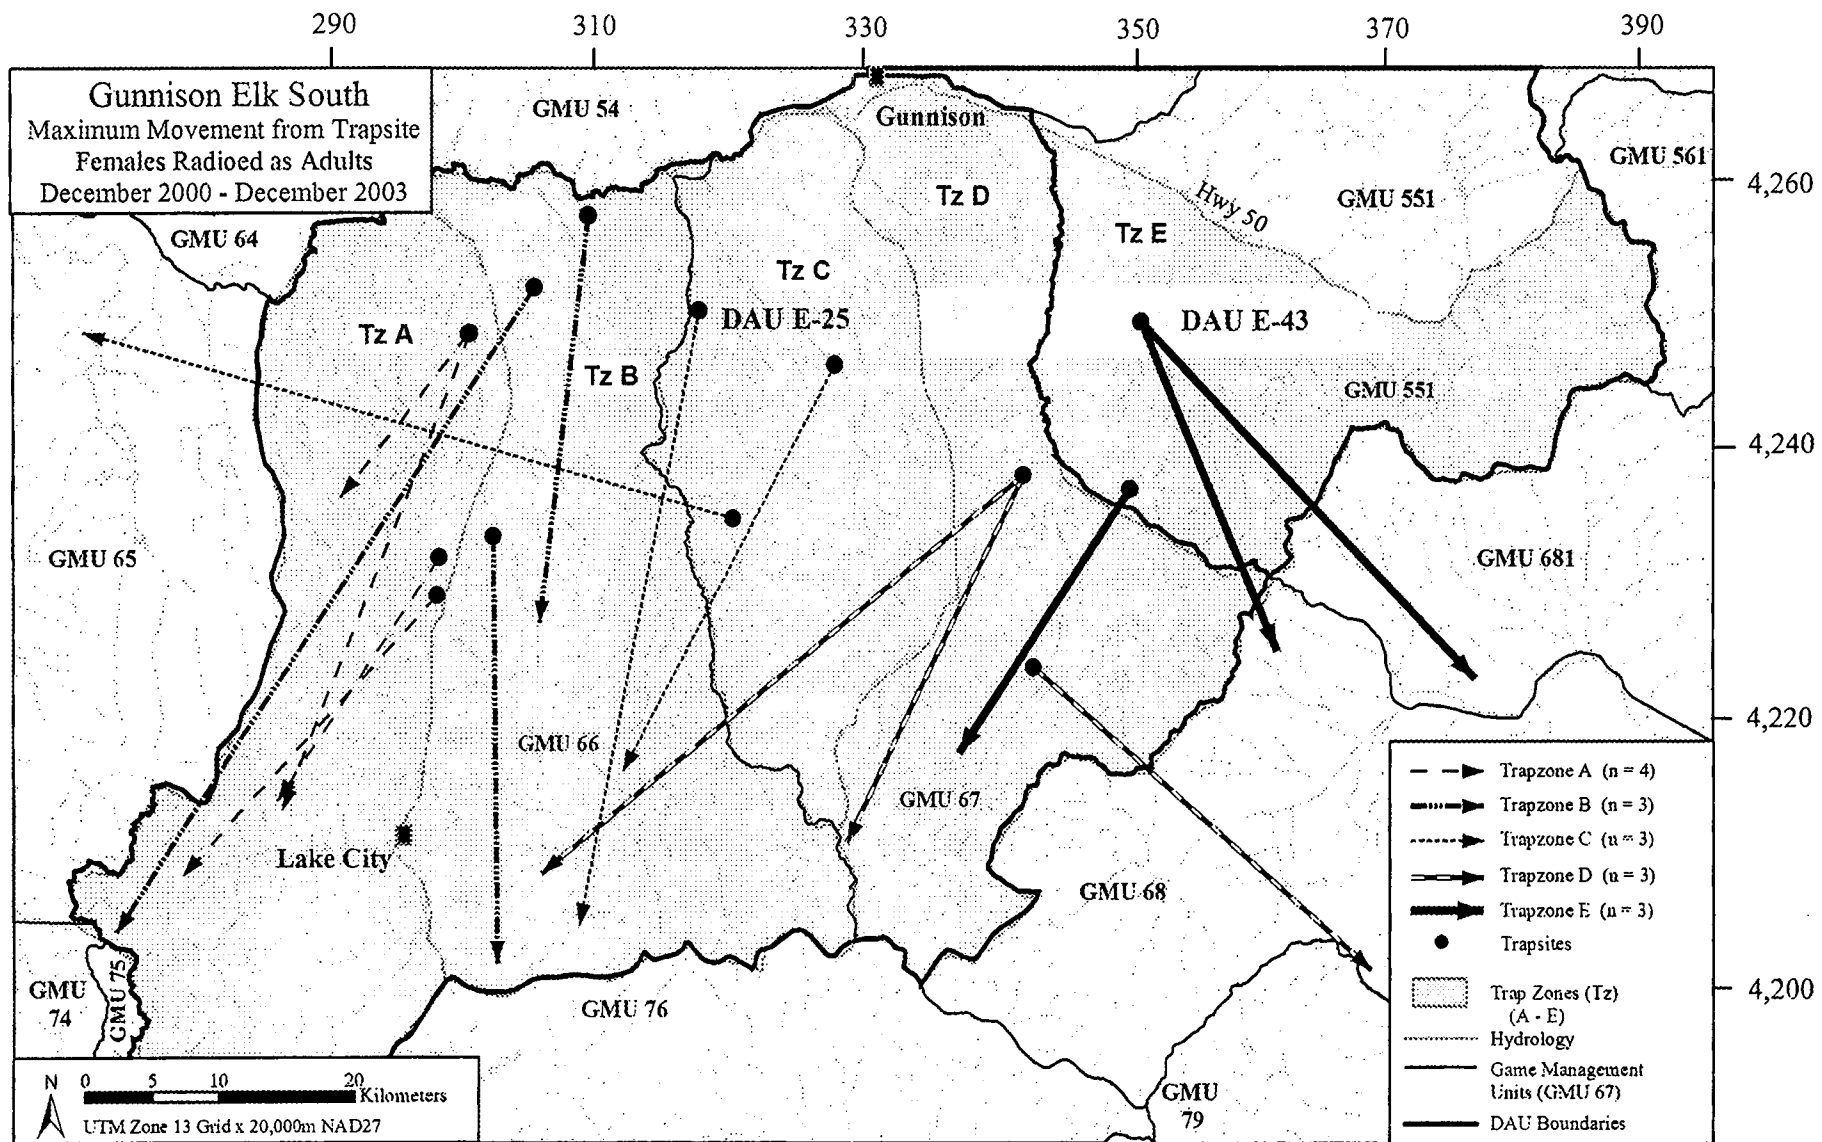 290 310 330 350 370 390
Gunnison Elk South
Maximum Movement from Trapsite
Females Radioed as Adults
December 2000 - December 2003
GMU 54
Gunnison
GMU 561
4,260
Tz D
Hwy 50
GMU 551
GMU 64
Tz E
Tz C
Tz A
DAU E-25
DAU E-43
Tz B
GMU 551
4,240
GMU 65
GMU 681
4,220
GMU 66
GMU 67
Lake City
GMU 68
4,200
GMU 74
GMU 75
GMU 76
GMU 79
Trapzone A (n = 4)
Trapzone B (n = 3)
Trapzone C (n = 3)
Trapzone D (n = 3)
Trapzone E (n = 3)
Trapsites
Trap Zones (Tz)
(A - E)
Hydrology
Game Management
Units (GMU 67)
DAU Boundaries
N 0 5 10 20
Kilometers
UTM Zone 13 Grid x 20,000m NAD27